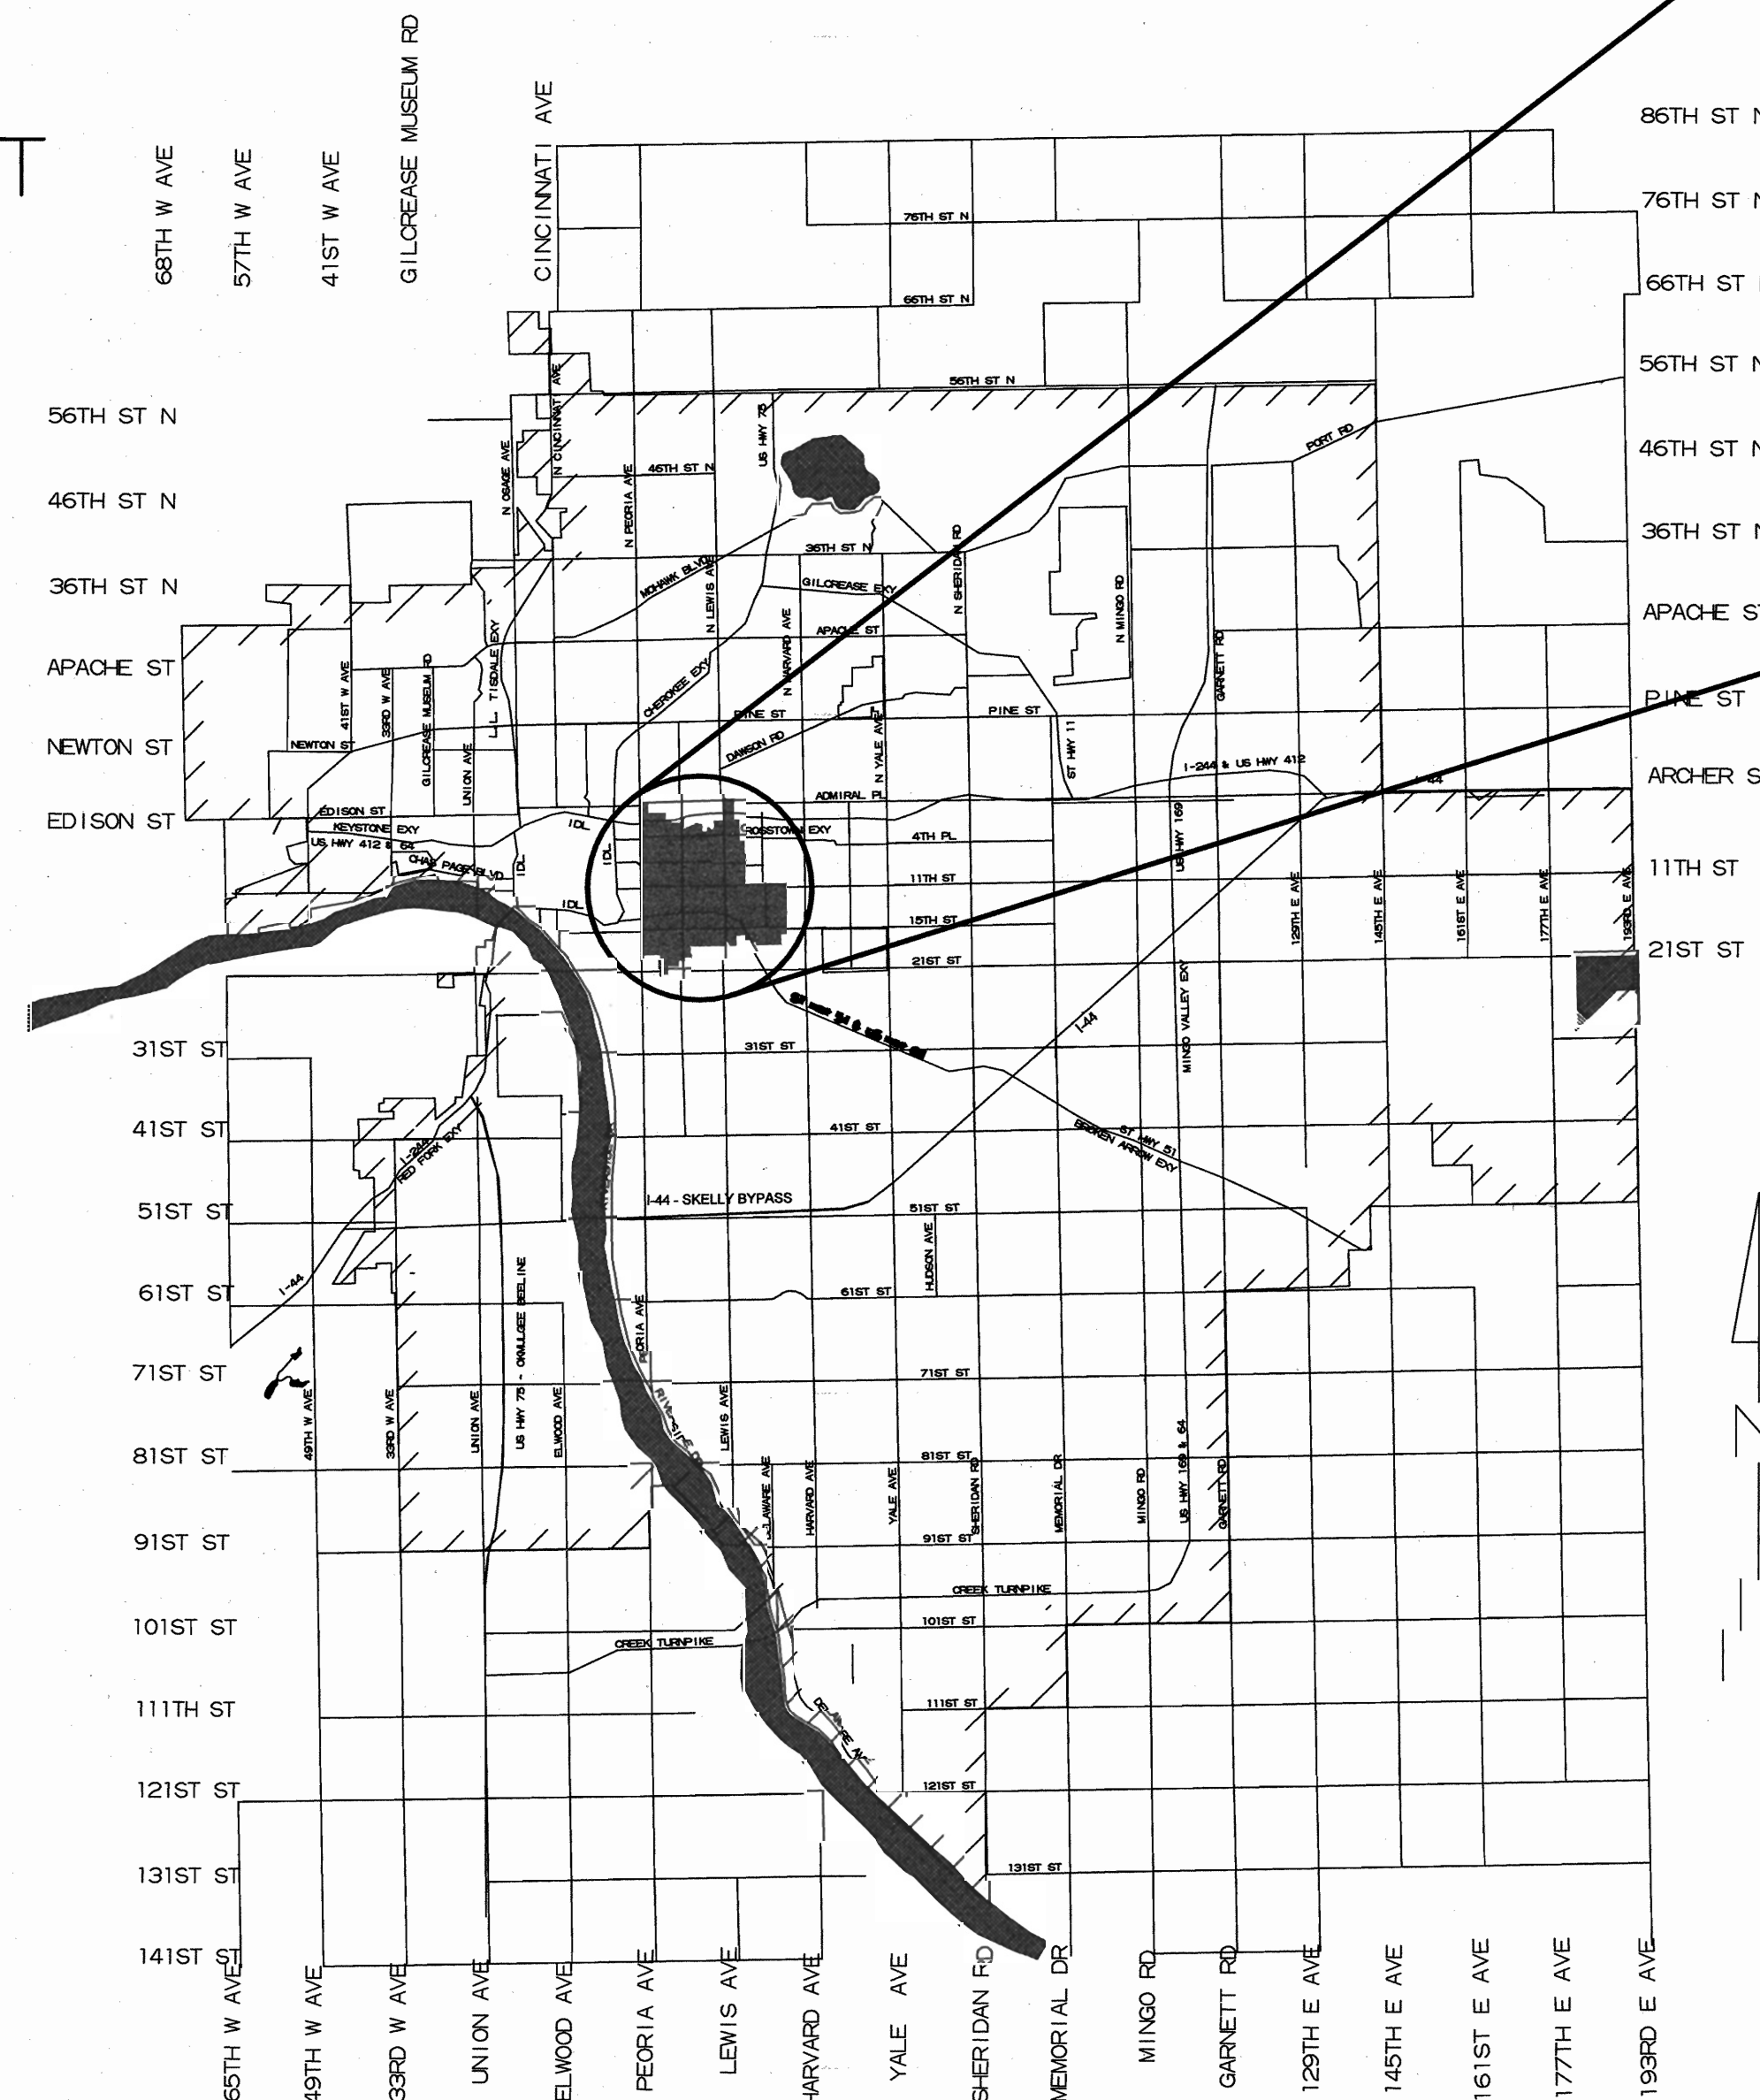 T
68TH W AVE
57TH W AVE
41ST W AVE
GILCREASE MUSEUM RD
CINCINNATI AVE
86TH ST N
76TH ST N
66TH ST
56TH ST N
46TH ST N
36TH ST N
APACHE ST
PINE ST
ARCHER S
11TH ST
21ST ST
56TH ST N
46TH ST N
36TH ST N
APACHE ST
NEWTON ST
EDISON ST
31ST ST
41ST ST
51ST ST
61ST ST
71ST ST
81ST ST
91ST ST
101ST ST
111TH ST
121ST ST
131ST ST
141ST ST
76TH ST N
66TH ST N
56TH ST N
N CINCINNATI AVE
N OSAGE AVE
US HWY 75
46TH ST N
N PEORIA AVE
PORT RD
36TH ST N
MOHAWK BLVD
N LEWIS AVE
GILCREASE EXY
N SHERIDAN RD
N MINGO RD
N HARVARD AVE
APACHE ST
L.L. TISDALE EXY
CHEROKEE EXY
GARNETT RD
41ST W AVE
33RD W AVE
GILCREASE MUSEUM RD
UNION AVE
NEWTON ST
PINE ST
PINE ST
DAWSON RD
N YALE AVE
ST HWY 11
I-244 & US HWY 412
I-44
ADMIRAL PL
EDISON ST
KEYSTONE EXY
US HWY 412 & 64
CHAS PAGE BLVD
IDL
IDL
IDL
IDL
CROSSTOWN EXY
4TH PL
US HWY 169
11TH ST
15TH ST
21ST ST
129TH E AVE
145TH E AVE
161ST E AVE
177TH E AVE
193RD E AVE
31ST ST
I-44
MINGO VALLEY EXY
41ST ST
ST HWY 51
BROKEN ARROW EXY
I-244
RED FORK EXY
I-44 - SKELLY BYPASS
51ST ST
HUDSON AVE
I-44
61ST ST
US HWY 75 - OKMULGEE BEELINE
PEORIA AVE
71ST ST
RIVERSIDE DR
49TH W AVE
33RD W AVE
UNION AVE
ELWOOD AVE
LEWIS AVE
81ST ST
DELAWARE AVE
HARVARD AVE
YALE AVE
SHERIDAN RD
MEMORIAL DR
MINGO RD
US HWY 169 & 64
GARNETT RD
91ST ST
CREEK TURNPIKE
101ST ST
CREEK TURNPIKE
111ST ST
DELAWARE AVE
121ST ST
131ST ST
65TH W AVE
49TH W AVE
33RD W AVE
UNION AVE
ELWOOD AVE
PEORIA AVE
LEWIS AVE
HARVARD AVE
YALE AVE
SHERIDAN RD
MEMORIAL DR
MINGO RD
GARNETT RD
129TH E AVE
145TH E AVE
161ST E AVE
177TH E AVE
193RD E AVE